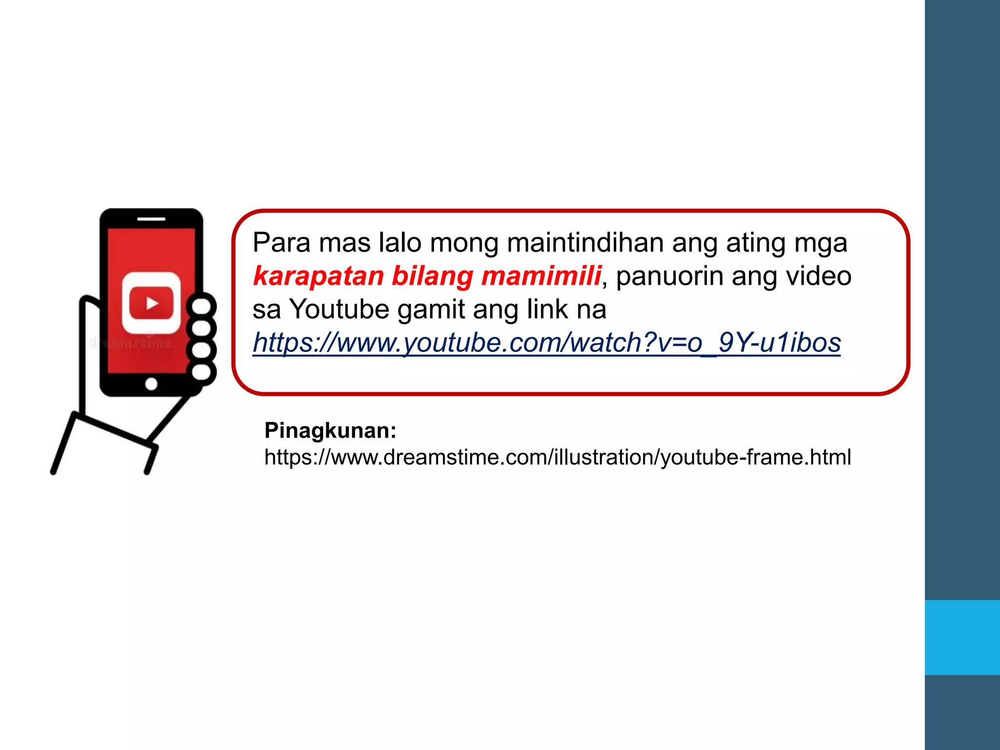 Para mas lalo mong maintindihan ang ating mga
karapatan bilang mamimili, panuorin ang video
sa Youtube gamit ang link na
https://www.youtube.com/watch?v=o_9Y-u1ibos
dreamstime.
Pinagkunan:
https://www.dreamstime.com/illustration/youtube-frame.html